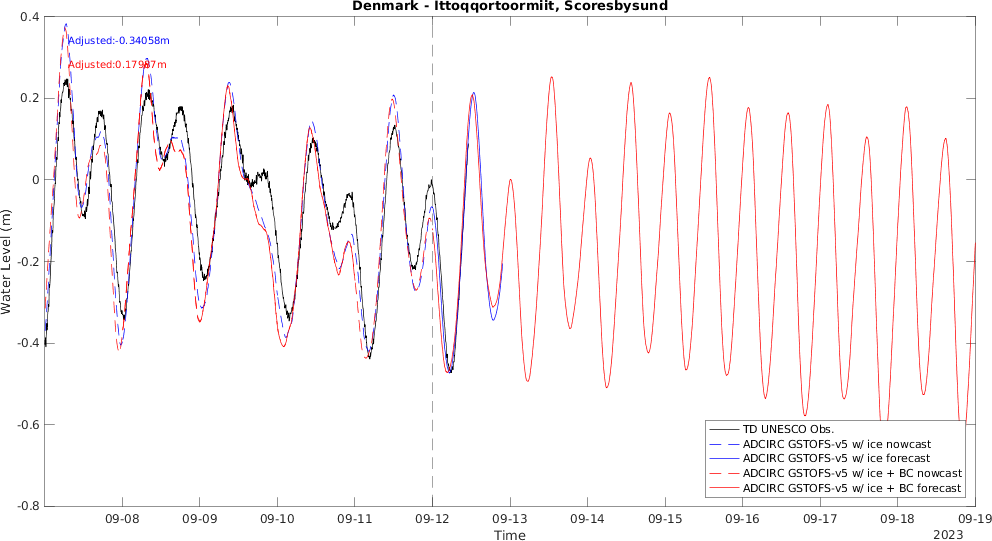 Denmark - Ittoqqortoormiit, Scoresbysund
Adjusted:-0.34058m
Water Level (m)
0.4
0.2
0
-0.2
-0.4
-0.6
-0.8
TD UNESCO Obs.
ADCIRC GSTOFS-v5 w/ ice nowcast
ADCIRC GSTOFS-v5 w/ ice forecast
ADCIRC GSTOFS-v5 w/ ice + BC nowcast
ADCIRC GSTOFS-v5 w/ ice + BC forecast
09-08 09-09 09-10 09-11 09-12 09-13 09-14 09-15 09-16 09-17 09-18 09-19
Time
2023